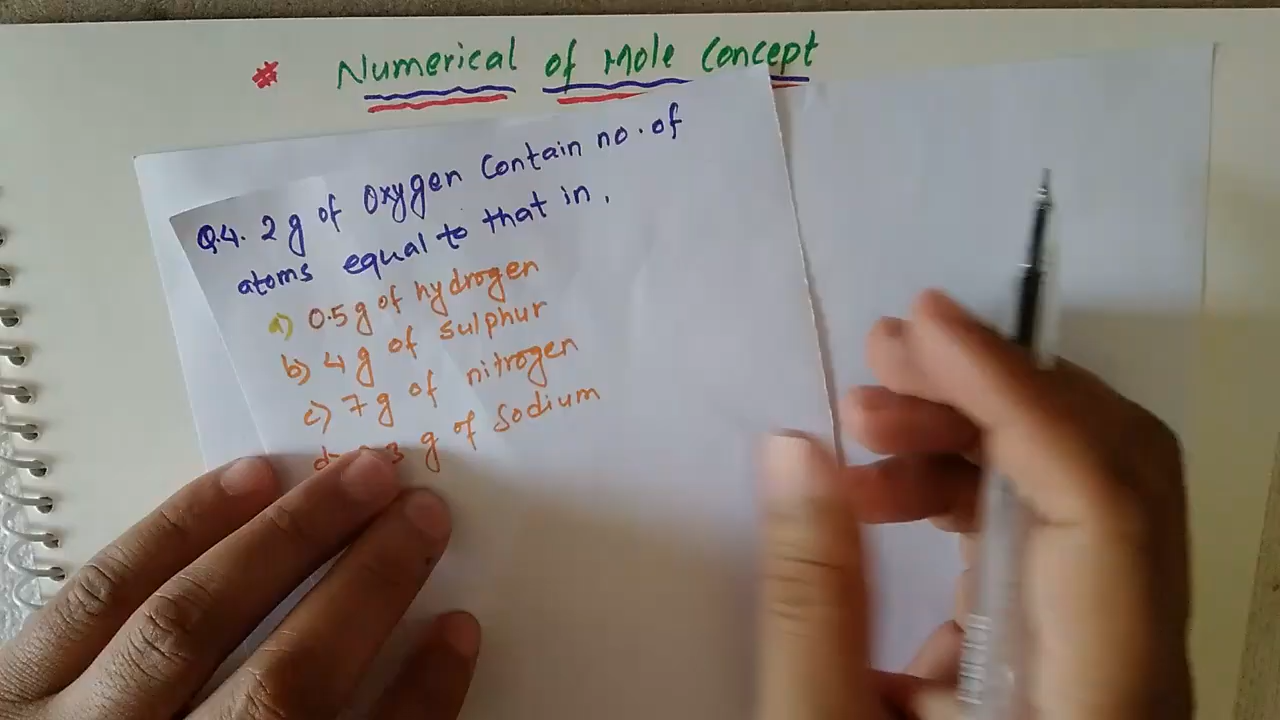 * Numerical of Mole Concept
Q.4. 2 g of Oxygen Contain no. of
atoms equal to that in,
a) 0.5 g of hydrogen
b) 4 g of sulphur
c) 7 g of nitrogen
3 g of sodium